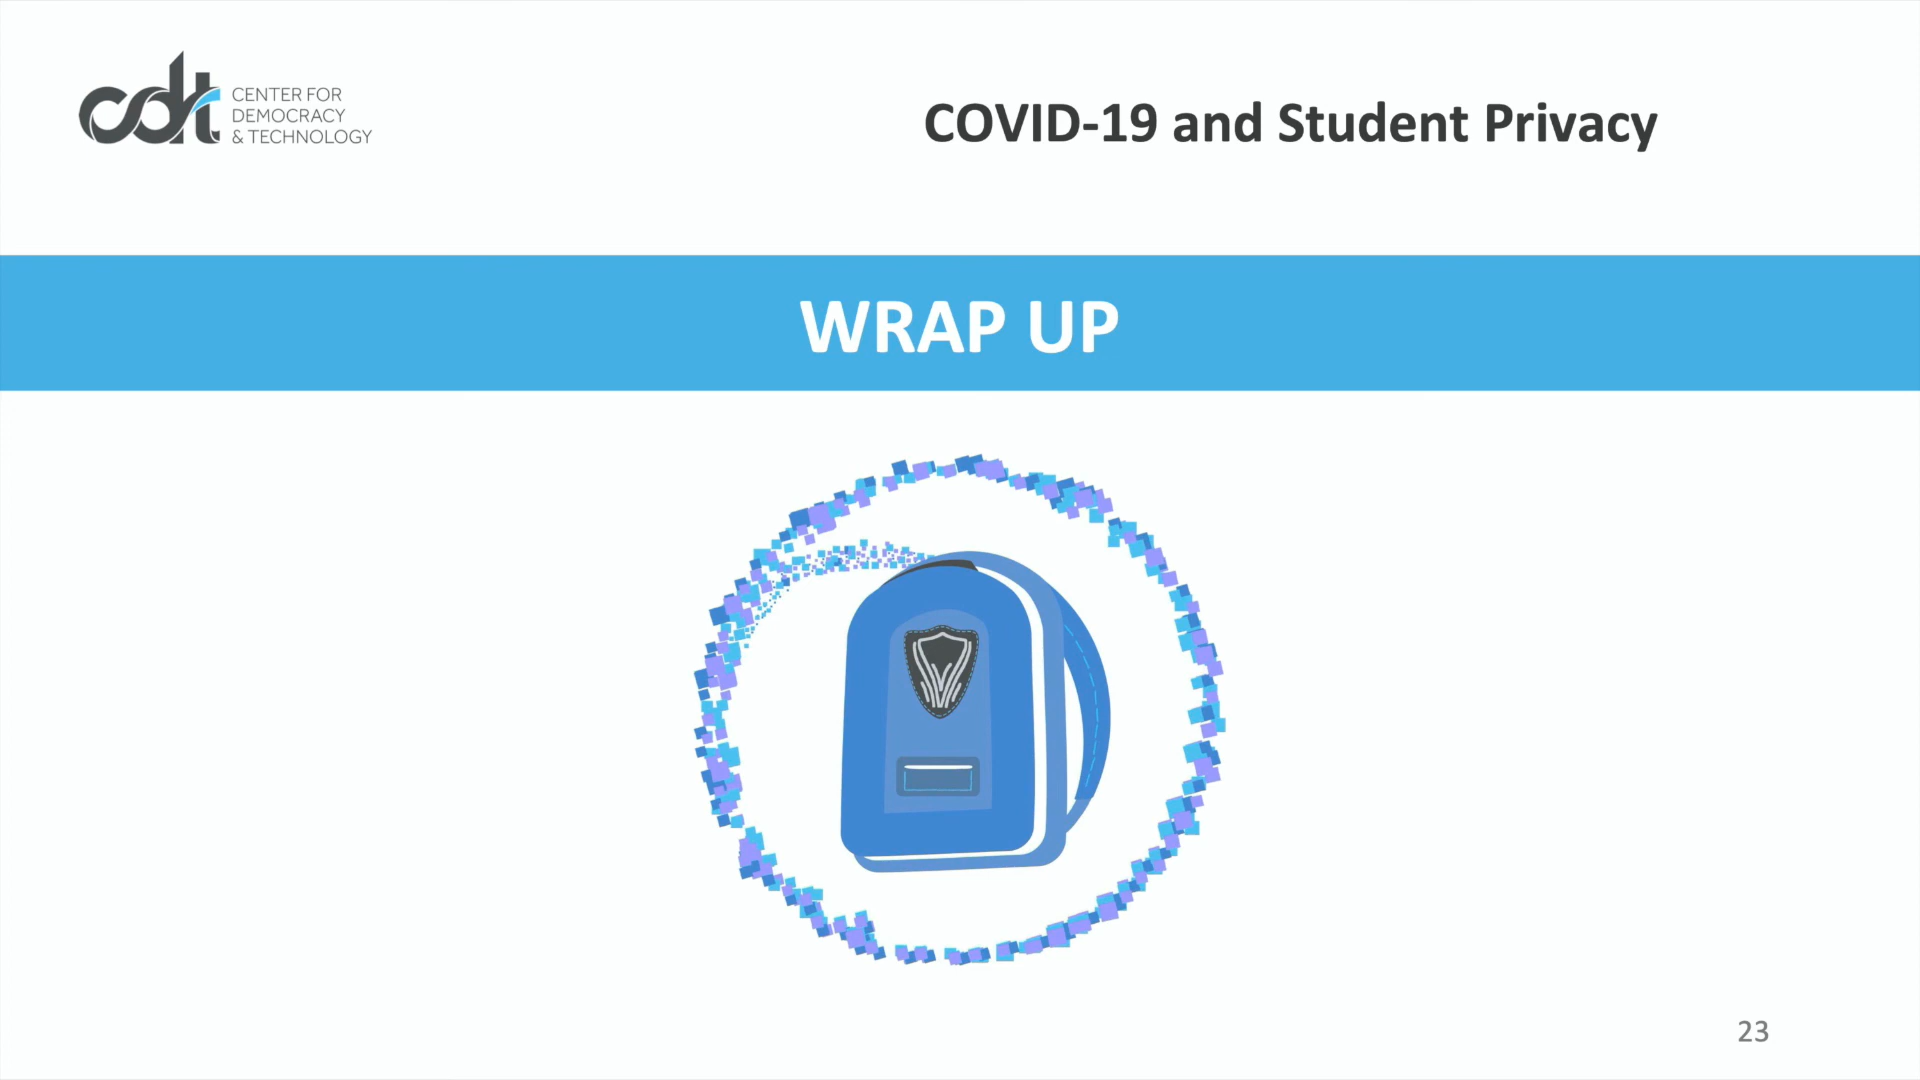 CENTER FOR
DEMOCRACY
& TECHNOLOGY
cdt
COVID-19 and Student Privacy
WRAP UP
23